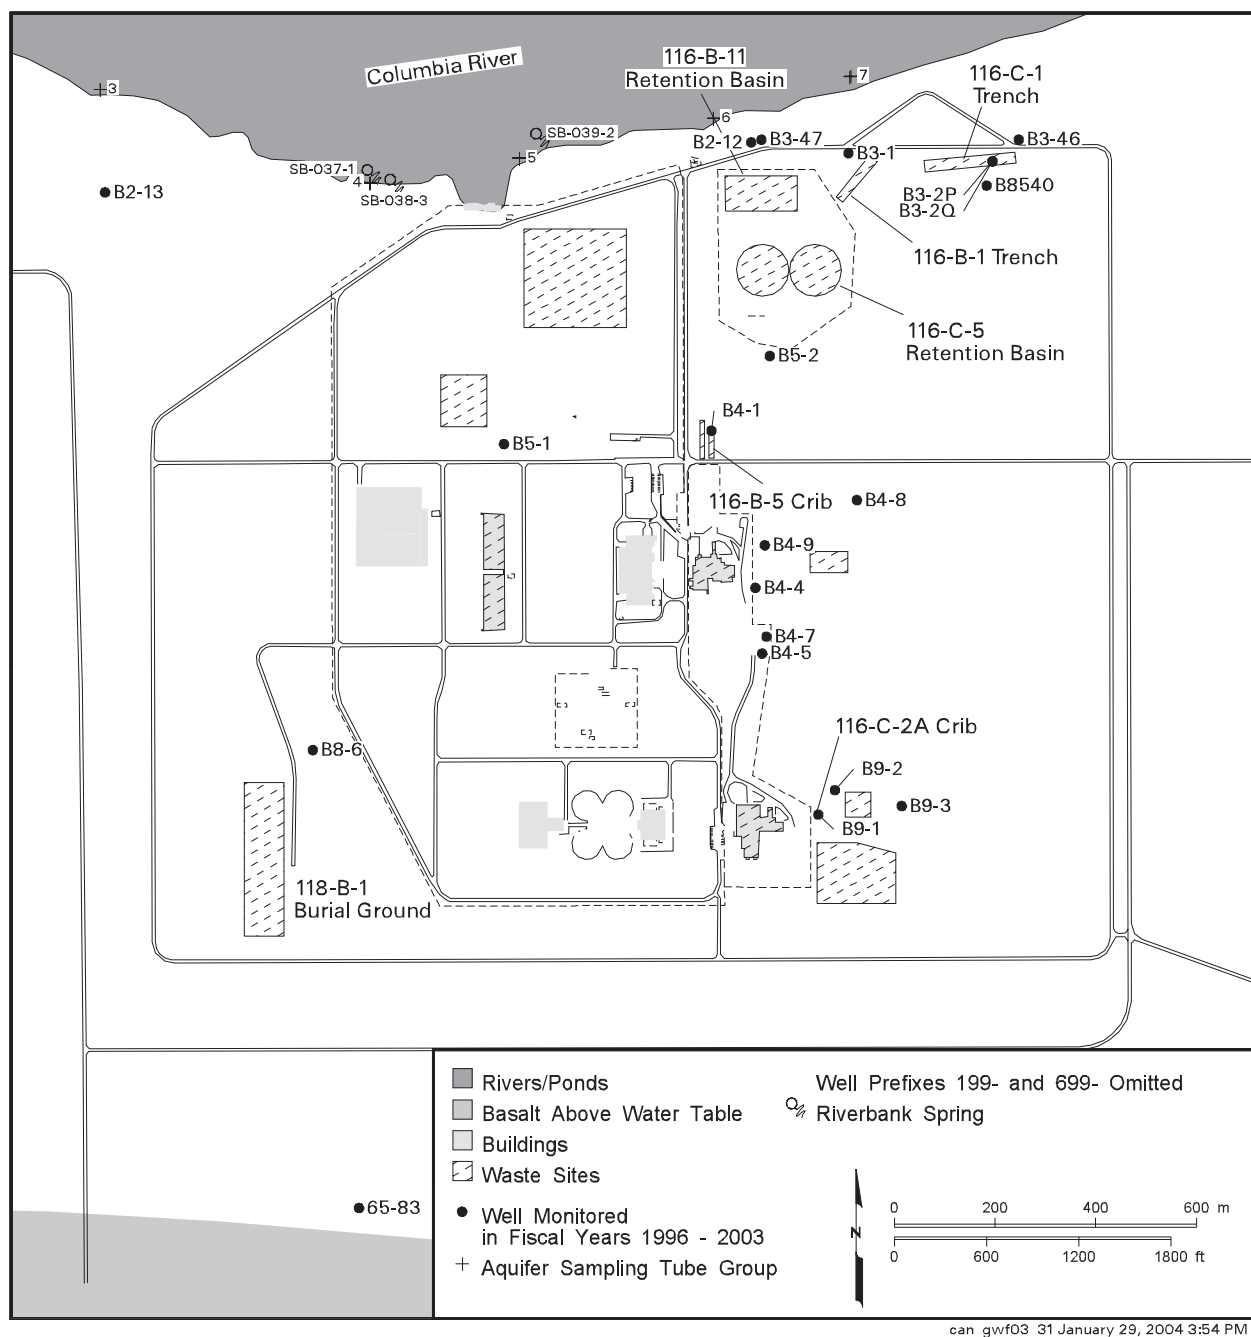 Columbia River
116-B-11
Retention Basin
7
116-C-1
Trench
3
6
SB-039-2
B2-12
B3-47
B3-1
B3-46
5
SB-037-1
4
SB-038-3
B2-13
B3-2P
B3-2Q
B8540
116-B-1 Trench
116-C-5
Retention Basin
B5-2
B4-1
B5-1
116-B-5 Crib
B4-8
B4-9
B4-4
B4-7
B4-5
116-C-2A Crib
B8-6
B9-2
B9-3
B9-1
118-B-1
Burial Ground
65-83
Rivers/Ponds
Basalt Above Water Table
Buildings
Waste Sites
Well Monitored
in Fiscal Years 1996 - 2003
Aquifer Sampling Tube Group
Well Prefixes 199- and 699- Omitted
Riverbank Spring
N
0 200 400 600 m
0 600 1200 1800 ft
can_gwf03_31 January 29, 2004 3:54 PM